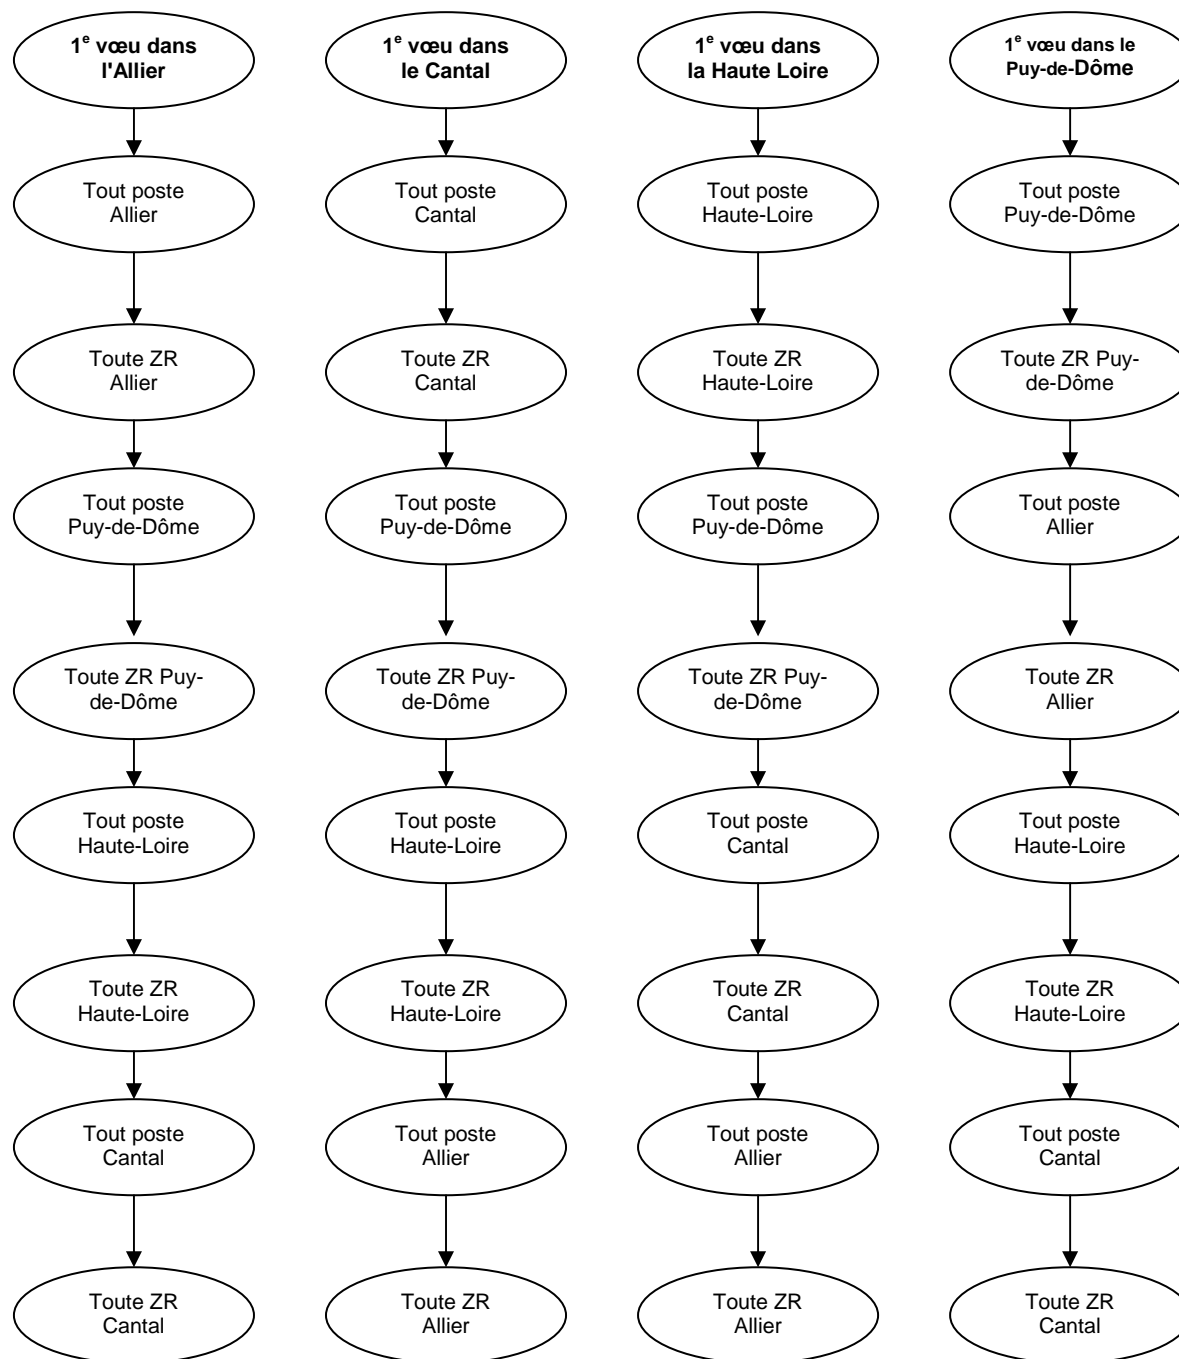 1e vœu dans
l'Allier
Tout poste
Allier
Toute ZR
Allier
Tout poste
Puy-de-Dôme
Toute ZR Puy-
de-Dôme
Tout poste
Haute-Loire
Toute ZR
Haute-Loire
Tout poste
Cantal
Toute ZR
Cantal
1e vœu dans
le Cantal
Tout poste
Cantal
Toute ZR
Cantal
Tout poste
Puy-de-Dôme
Toute ZR Puy-
de-Dôme
Tout poste
Haute-Loire
Toute ZR
Haute-Loire
Tout poste
Allier
Toute ZR
Allier
1e vœu dans
la Haute Loire
Tout poste
Haute-Loire
Toute ZR
Haute-Loire
Tout poste
Puy-de-Dôme
Toute ZR Puy-
de-Dôme
Tout poste
Cantal
Toute ZR
Cantal
Tout poste
Allier
Toute ZR
Allier
1e vœu dans le
Puy-de-Dôme
Tout poste
Puy-de-Dôme
Toute ZR Puy-
de-Dôme
Tout poste
Allier
Toute ZR
Allier
Tout poste
Haute-Loire
Toute ZR
Haute-Loire
Tout poste
Cantal
Toute ZR
Cantal